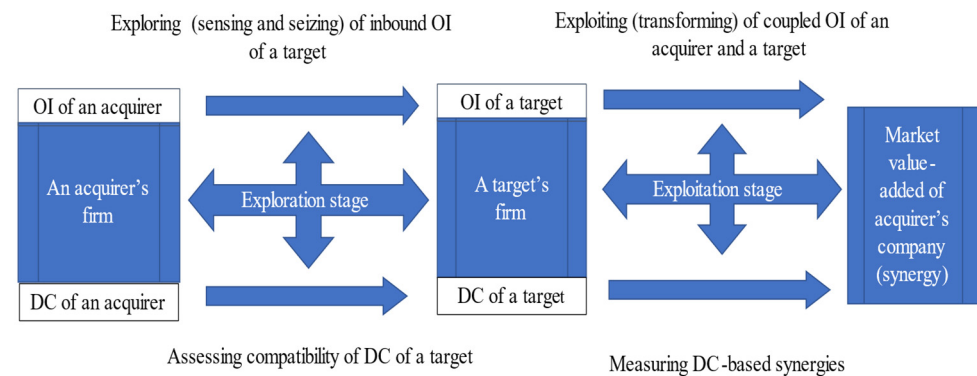 Exploring (sensing and seizing) of inbound OI
of a target
Exploiting (transforming) of coupled OI of an
acquirer and a target
OI of an acquirer
An acquirer's
firm
DC of an acquirer
Exploration stage
OI of a target
A target's
firm
DC of a target
Exploitation stage
Market
value-
added of
acquirer's
company
(synergy)
Assessing compatibility of DC of a target
Measuring DC-based synergies